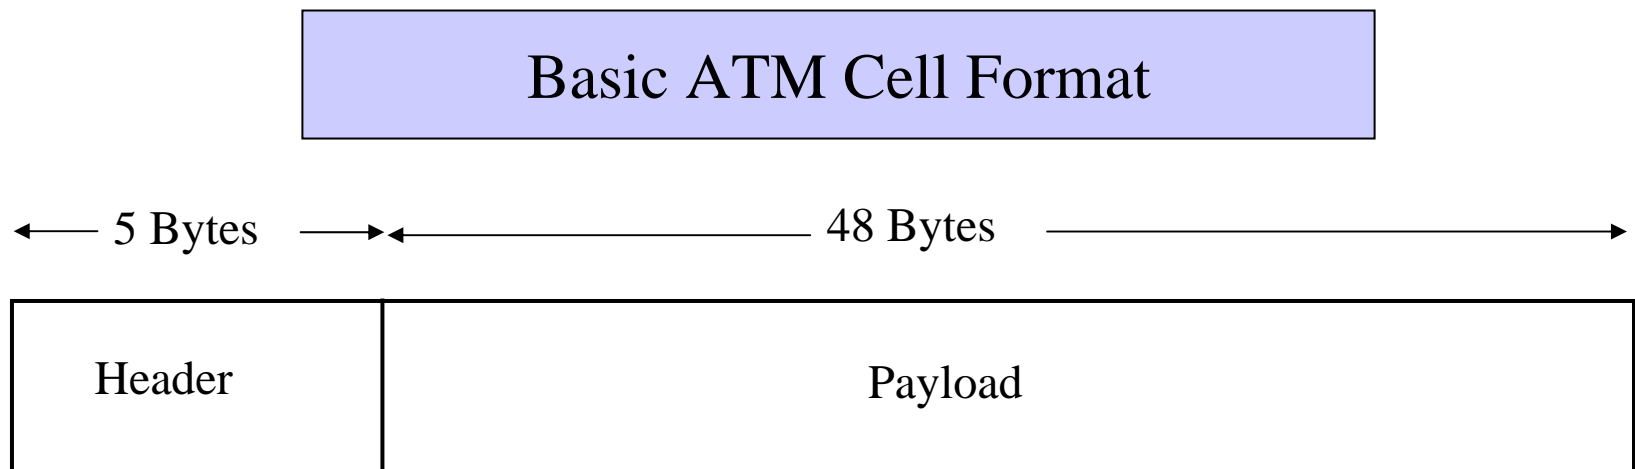 Basic ATM Cell Format
5 Bytes
48 Bytes
Header
Payload